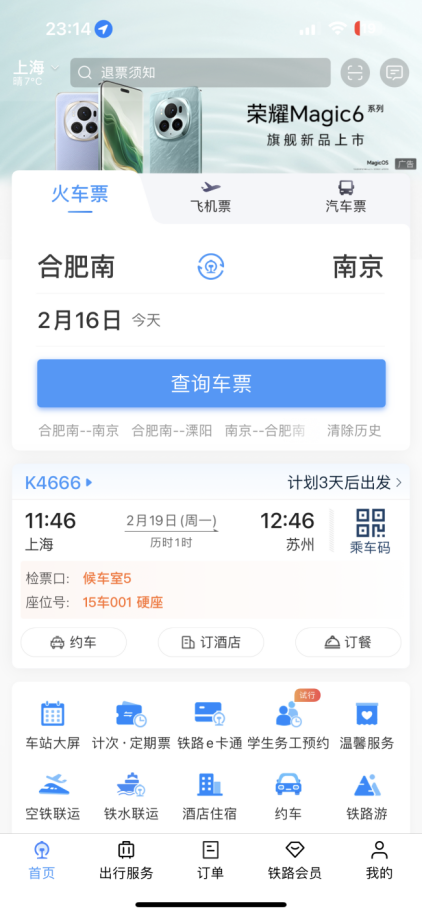 23:14
上海
晴7°C
退票须知
荣耀Magic6系列
旗舰新品上市
MagicOS
广告
火车票
飞机票
汽车票
合肥南
南京
2月16日 今天
查询车票
合肥南--南京 合肥南--溧阳 南京--合肥南 清除历史
K4666
计划3天后出发
11:46
2月19日(周一)
12:46
上海
历时1时
苏州
乘车码
检票口: 候车室5
座位号: 15车001 硬座
约车
订酒店
订餐
试行
车站大屏 计次·定期票 铁路e卡通 学生务工预约 温馨服务
空铁联运 铁水联运 酒店住宿 约车 铁路游
首页 出行服务 订单 铁路会员 我的